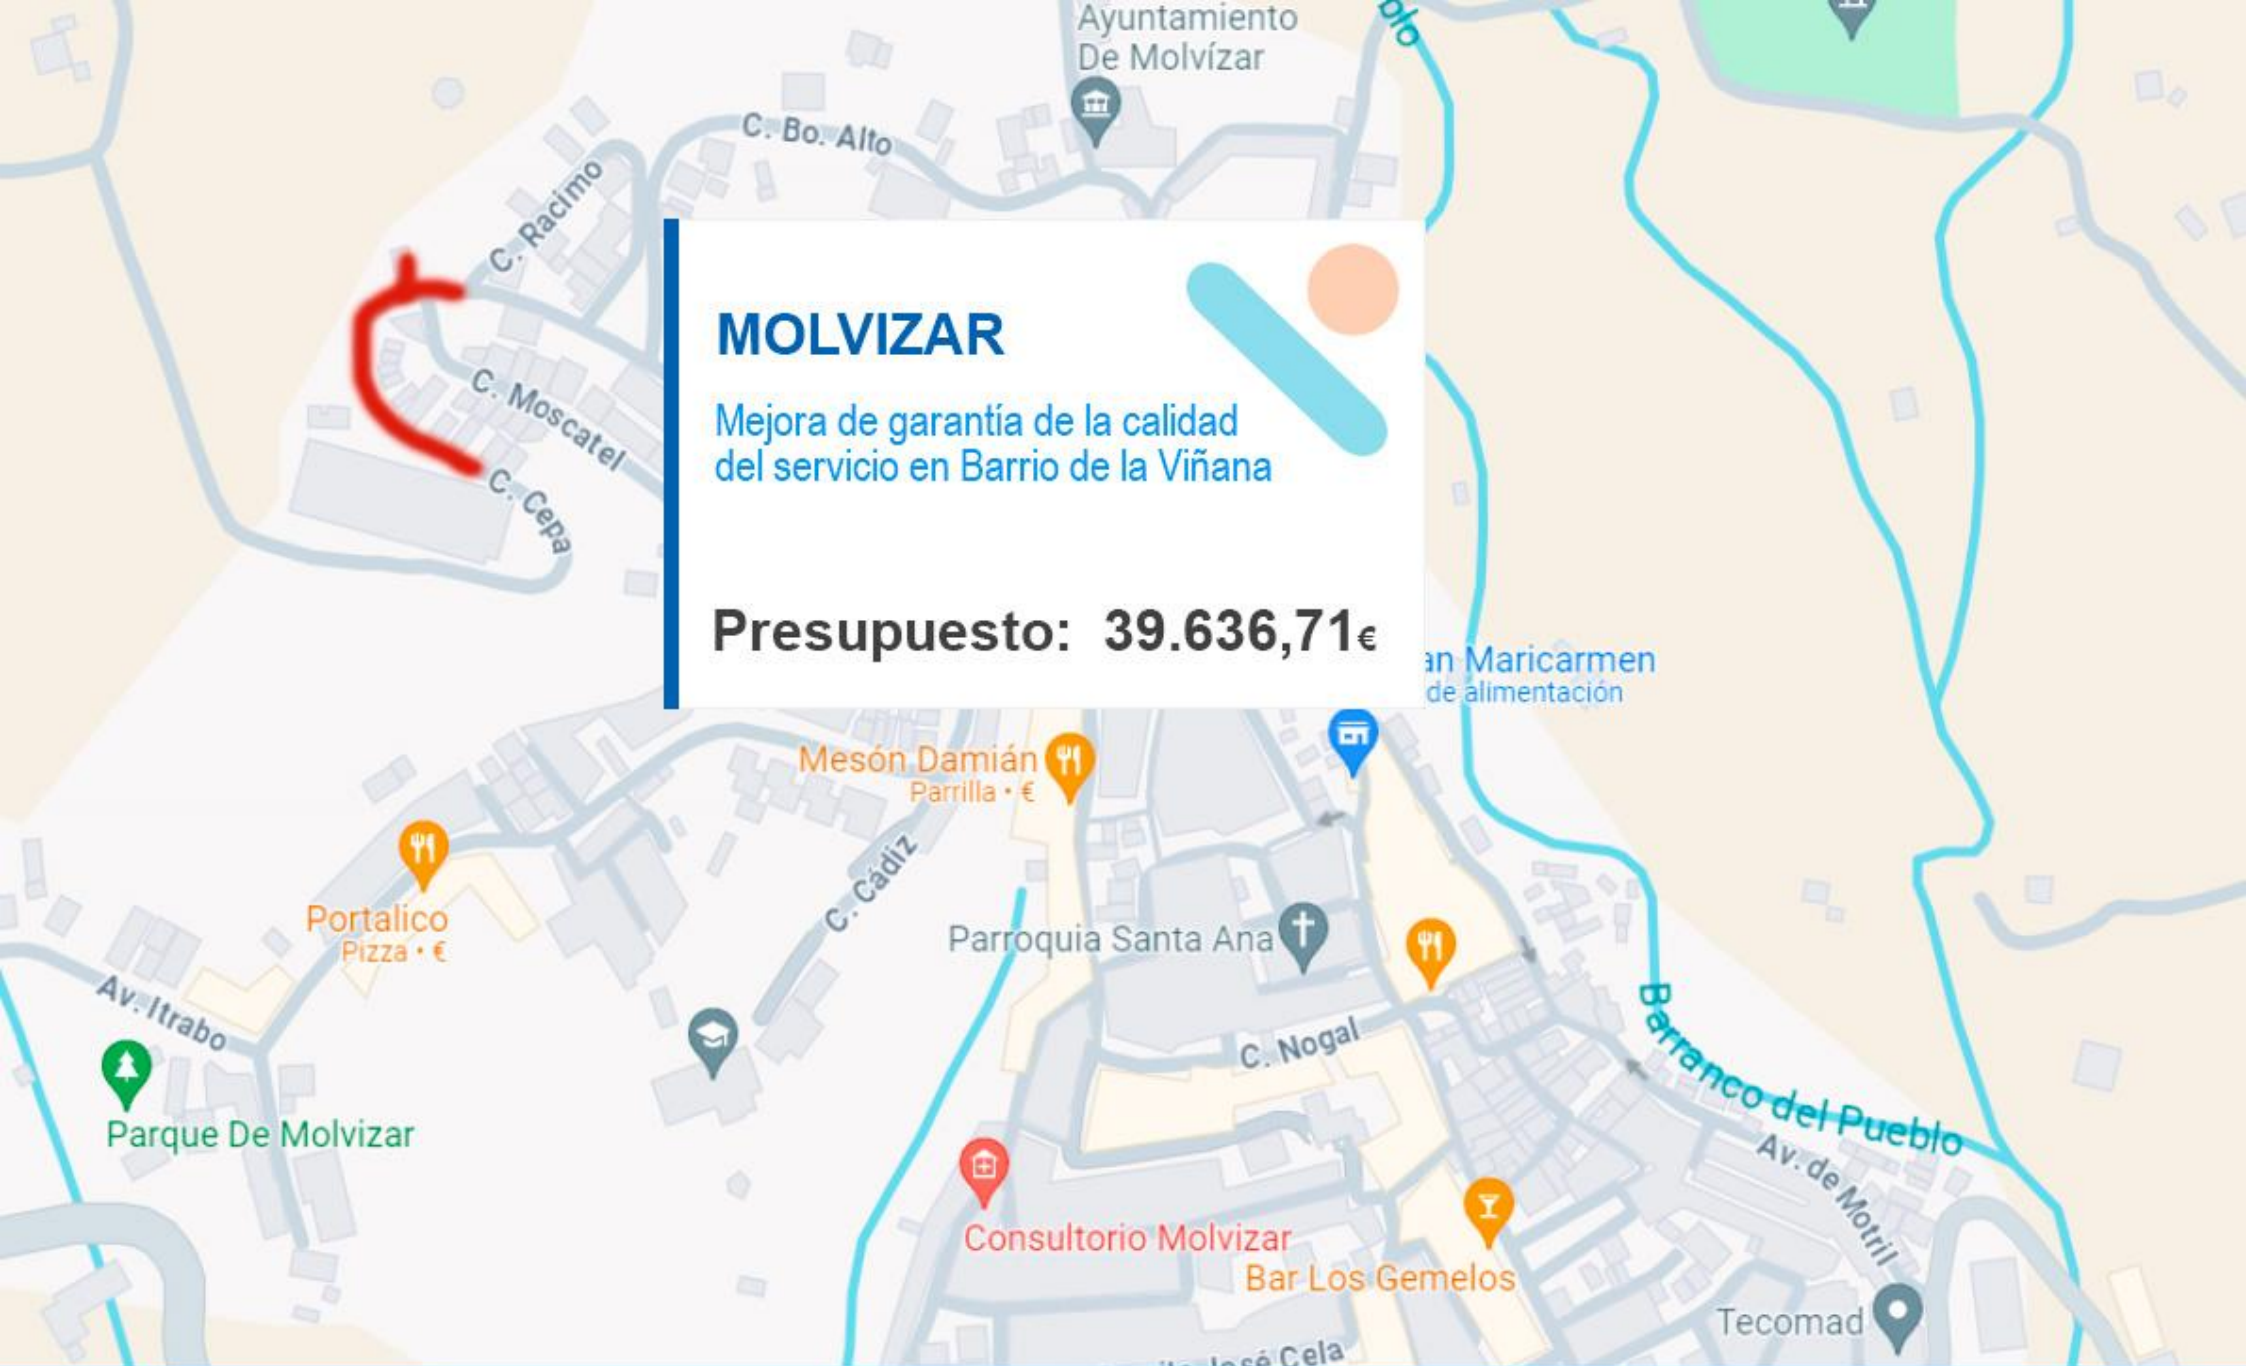 Ayuntamiento
De Molvízar
blo
C. Bo. Alto
C. Racimo
MOLVIZAR
C. Moscatel
Mejora de garantía de la calidad
del servicio en Barrio de la Viñana
C. Cepa
Presupuesto: 39.636,71€
an Maricarmen
de alimentación
Mesón Damián
Parrilla • €
C. Cádiz
Portalico
Pizza • €
Parroquia Santa Ana
Av. Itrabo
C. Nogal
Barranco del Pueblo
Parque De Molvizar
Av. de Motril
Consultorio Molvizar
Bar Los Gemelos
Tecomad
José Cela